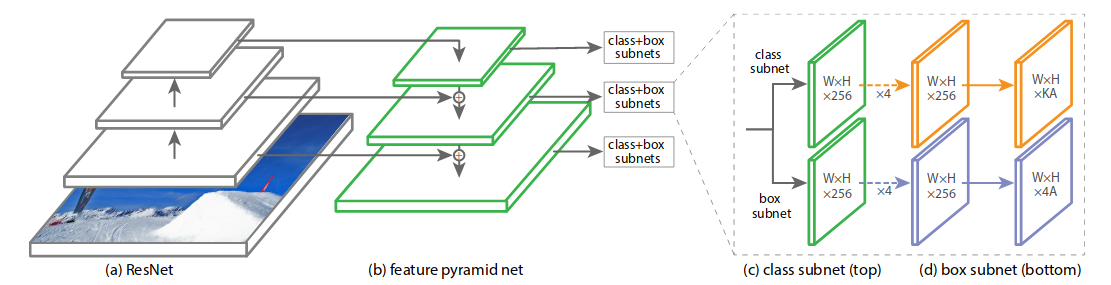 class+box
subnets
class+box
subnets
class+box
subnets
class
subnet
W×H
×256
×4
W×H
×256
W×H
×KA
box
subnet
W×H
×256
×4
W×H
×256
W×H
×4A
(a) ResNet
(b) feature pyramid net
(c) class subnet (top)
(d) box subnet (bottom)